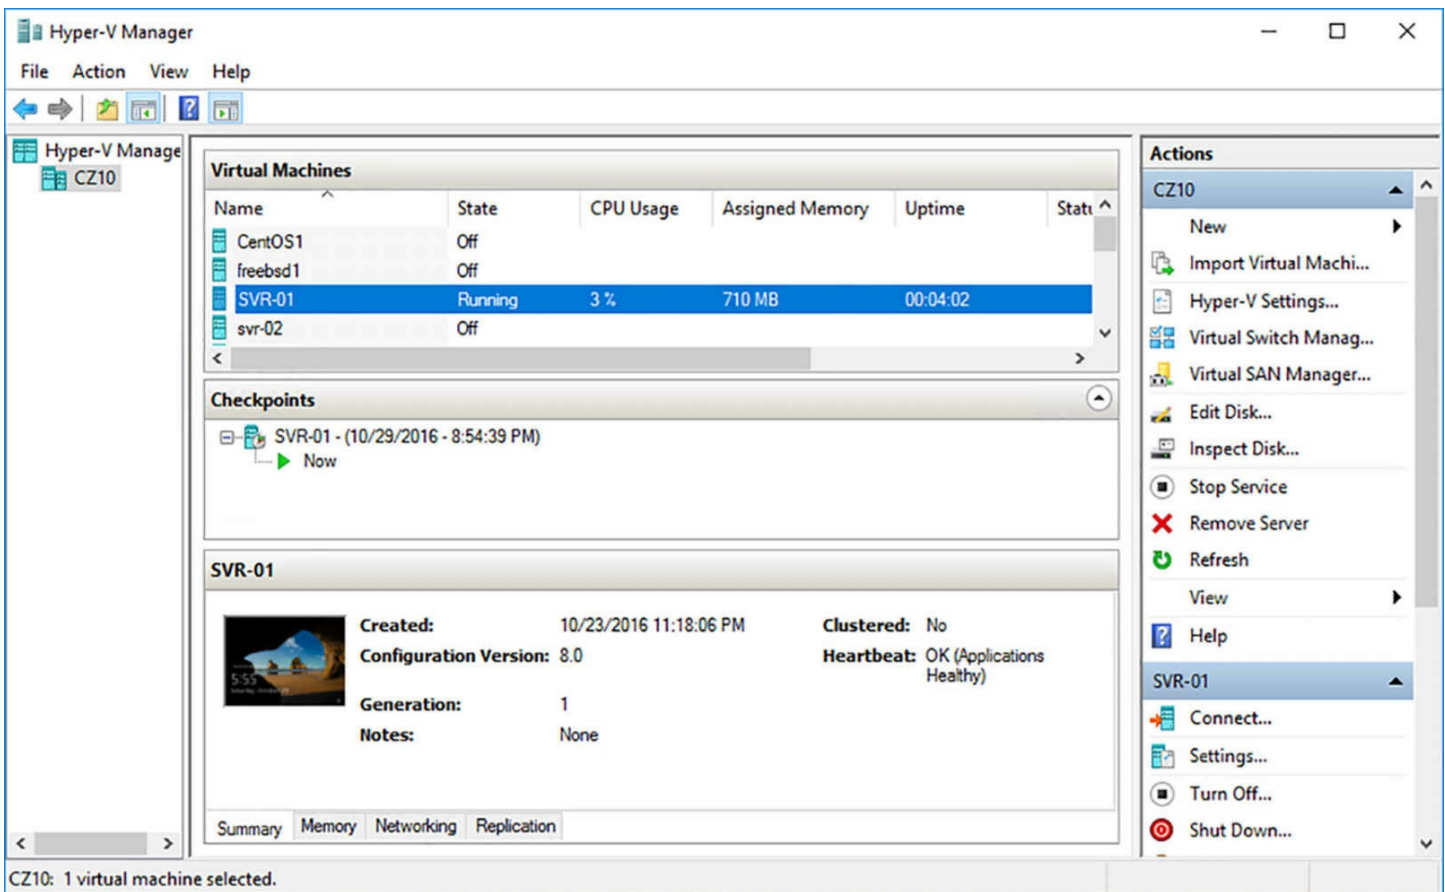 Hyper-V Manager
File Action View Help
Hyper-V Manage
CZ10
Virtual Machines
Name State CPU Usage Assigned Memory Uptime Statu
CentOS1 Off
freebsd1 Off
SVR-01 Running 3 % 710 MB 00:04:02
svr-02 Off
Checkpoints
SVR-01 - (10/29/2016 - 8:54:39 PM)
Now
SVR-01
5:55
Created: 10/23/2016 11:18:06 PM Clustered: No
Configuration Version: 8.0 Heartbeat: OK (Applications
Healthy)
Generation: 1
Notes: None
Summary Memory Networking Replication
Actions
CZ10
New
Import Virtual Machi...
Hyper-V Settings...
Virtual Switch Manag...
Virtual SAN Manager...
Edit Disk...
Inspect Disk...
Stop Service
Remove Server
Refresh
View
Help
SVR-01
Connect...
Settings...
Turn Off...
Shut Down...
CZ10: 1 virtual machine selected.